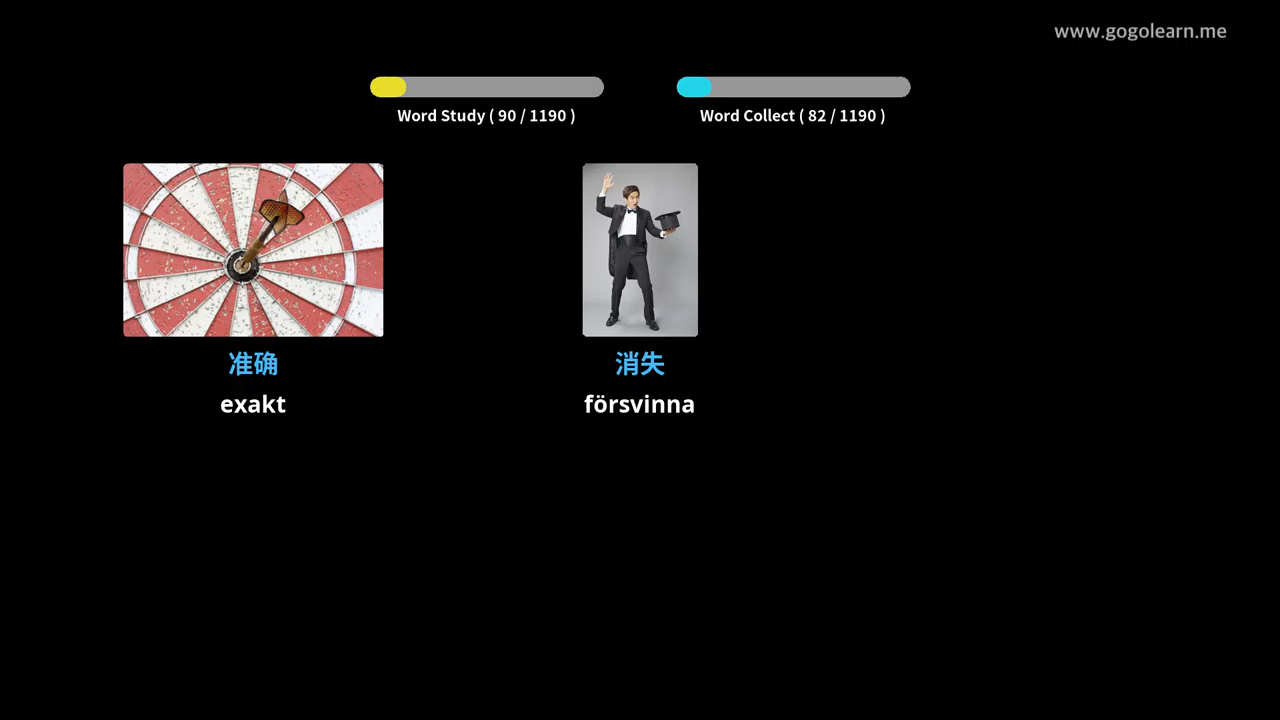 www.gogolearn.me
Word Study ( 90 / 1190 )
Word Collect ( 82 / 1190 )
准确
exakt
消失
försvinna